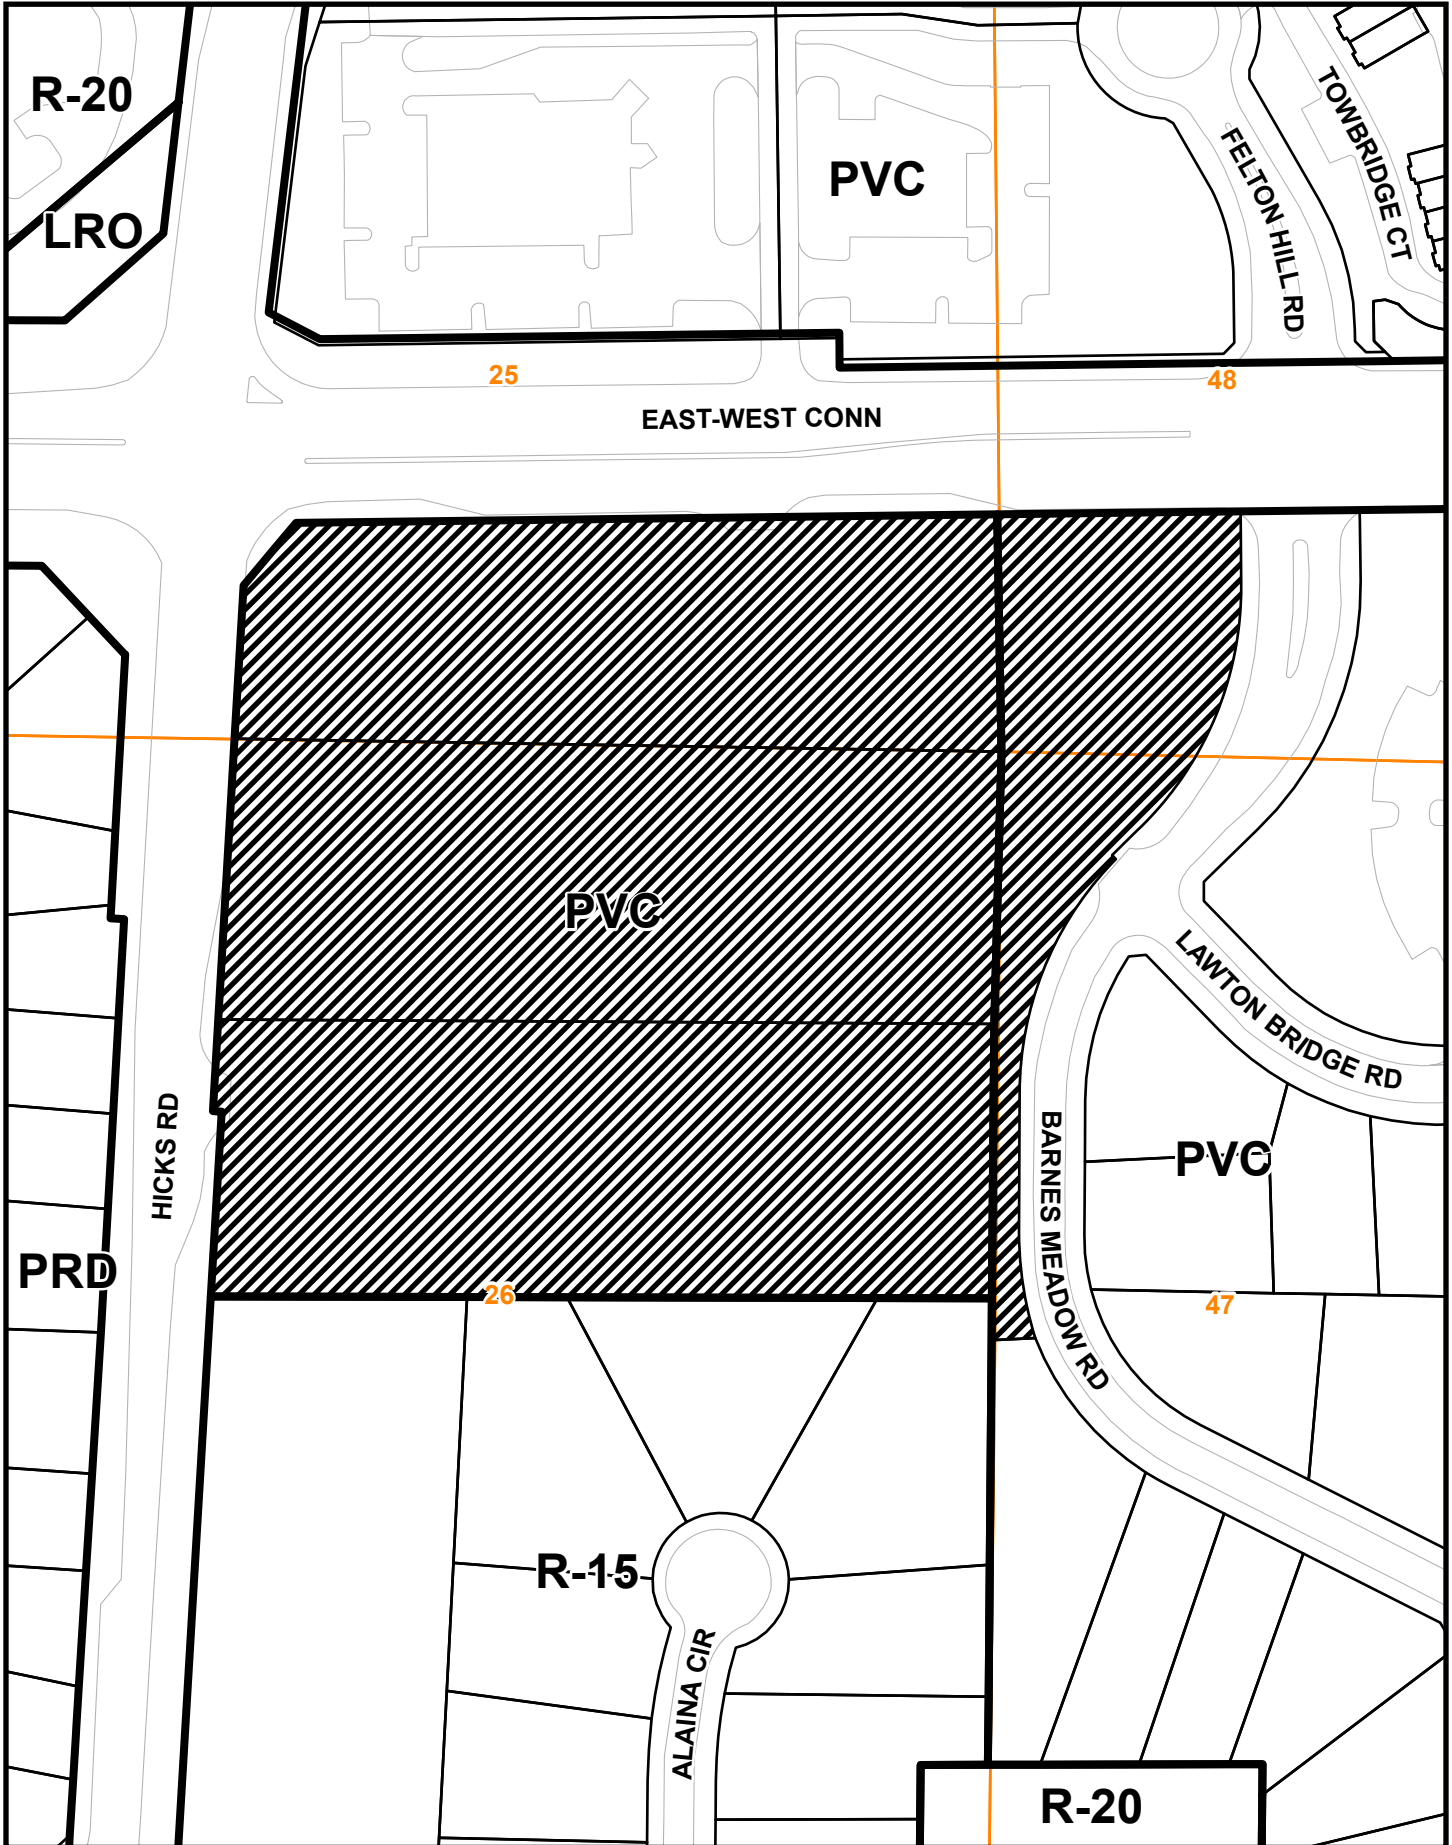 R-20
TOWBRIDGE CT
PVC
FELTON HILL RD
LRO
25
48
EAST-WEST CONN
PVC
LAWTON BRIDGE RD
HICKS RD
BARNES MEADOW RD
PVC
PRD
26
47
R-15
ALAINA CIR
R-20